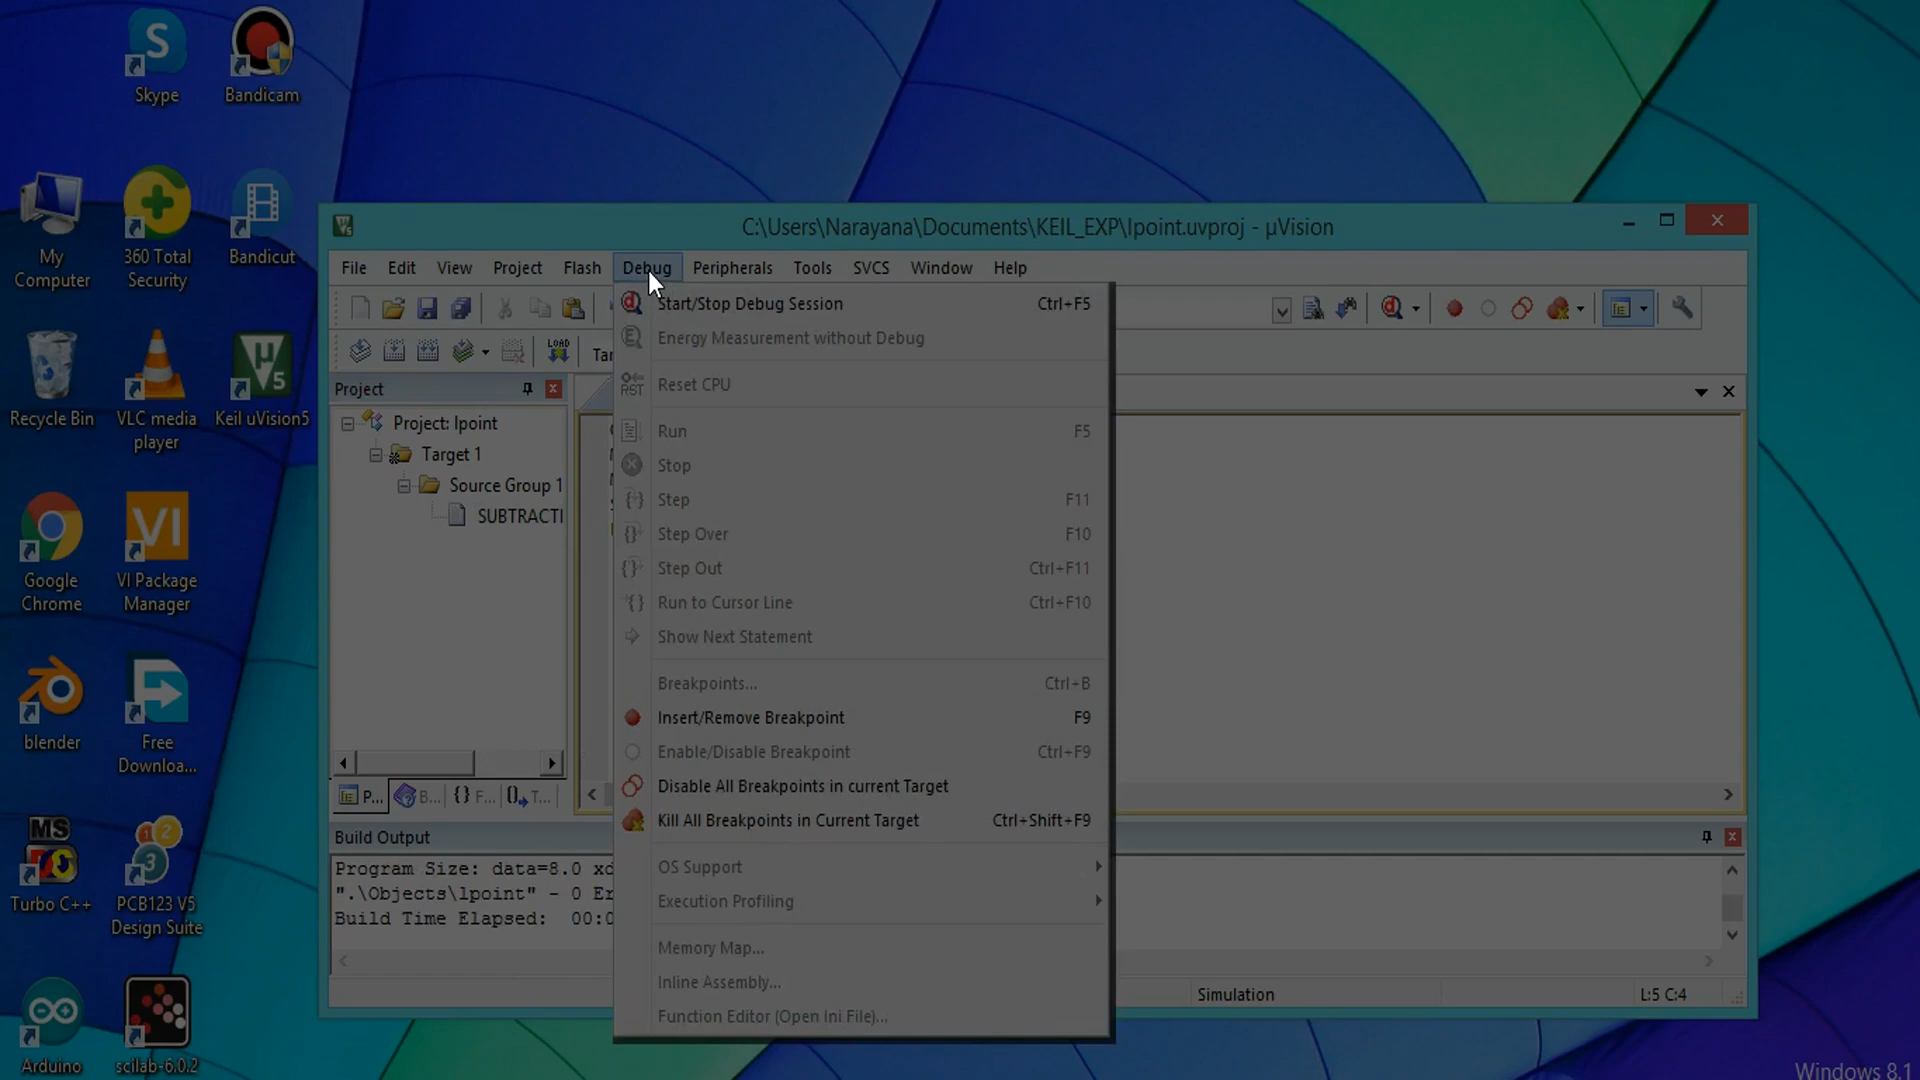 Skype
Bandicam
My
Computer
360 Total
Security
Bandicut
Recycle Bin
VLC media
player
Keil uVision5
Google
Chrome
VI Package
Manager
blender
Free
Downloa...
Turbo C++
PCB123 V5
Design Suite
Arduino
scilab-6.0.2
C:\Users\Narayana\Documents\KEIL_EXP\lpoint.uvproj - µVision
File Edit View Project Flash Debug Peripherals Tools SVCS Window Help
LOAD
Project
Project: lpoint
Target 1
Source Group 1
SUBTRACTI
P... B... {} F... T...
Start/Stop Debug Session Ctrl+F5
Energy Measurement without Debug
Reset CPU
Run F5
Stop
Step F11
Step Over F10
Step Out Ctrl+F11
Run to Cursor Line Ctrl+F10
Show Next Statement
Breakpoints... Ctrl+B
Insert/Remove Breakpoint F9
Enable/Disable Breakpoint Ctrl+F9
Disable All Breakpoints in current Target
Kill All Breakpoints in Current Target Ctrl+Shift+F9
OS Support
Execution Profiling
Memory Map...
Inline Assembly...
Function Editor (Open Ini File)...
Build Output
Program Size: data=8.0 xd
".\Objects\lpoint" - 0 Er
Build Time Elapsed: 00:0
Simulation L:5 C:4
Windows 8.1